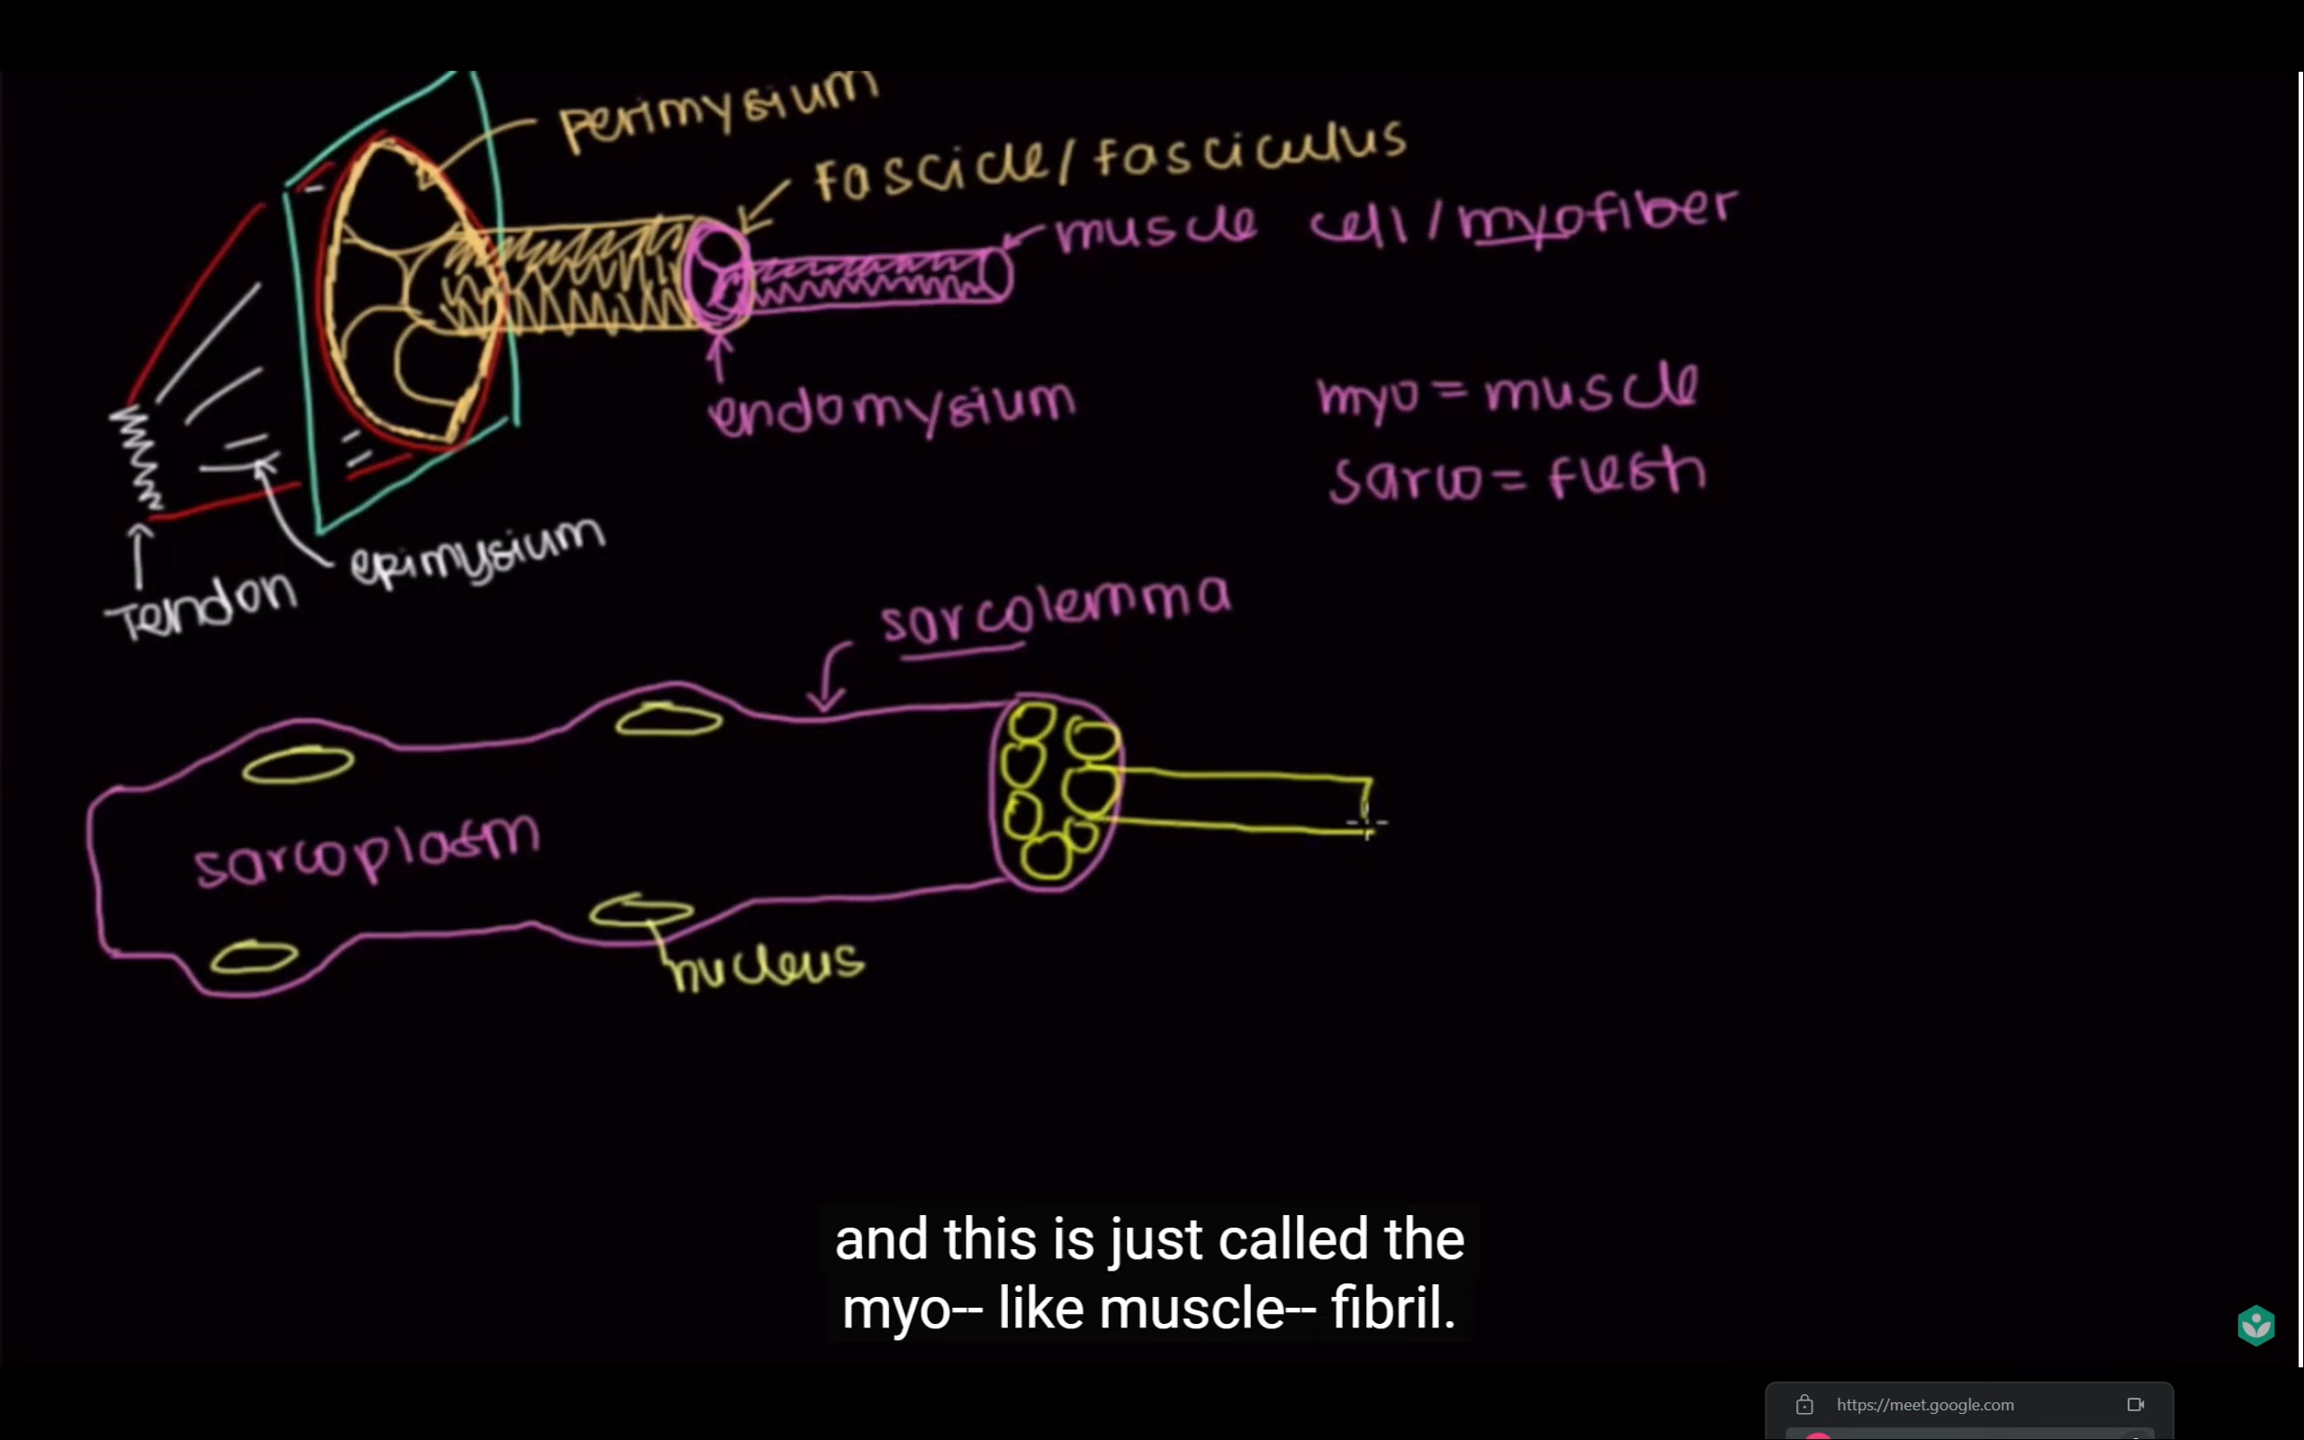 perimysium
fascicle/fasciculus
muscle cell/myofiber
endomysium
myo = muscle
sarco = flesh
epimysium
Tendon
sarcolemma
sarcoplasm
nucleus
and this is just called the
myo-- like muscle-- fibril.
https://meet.google.com